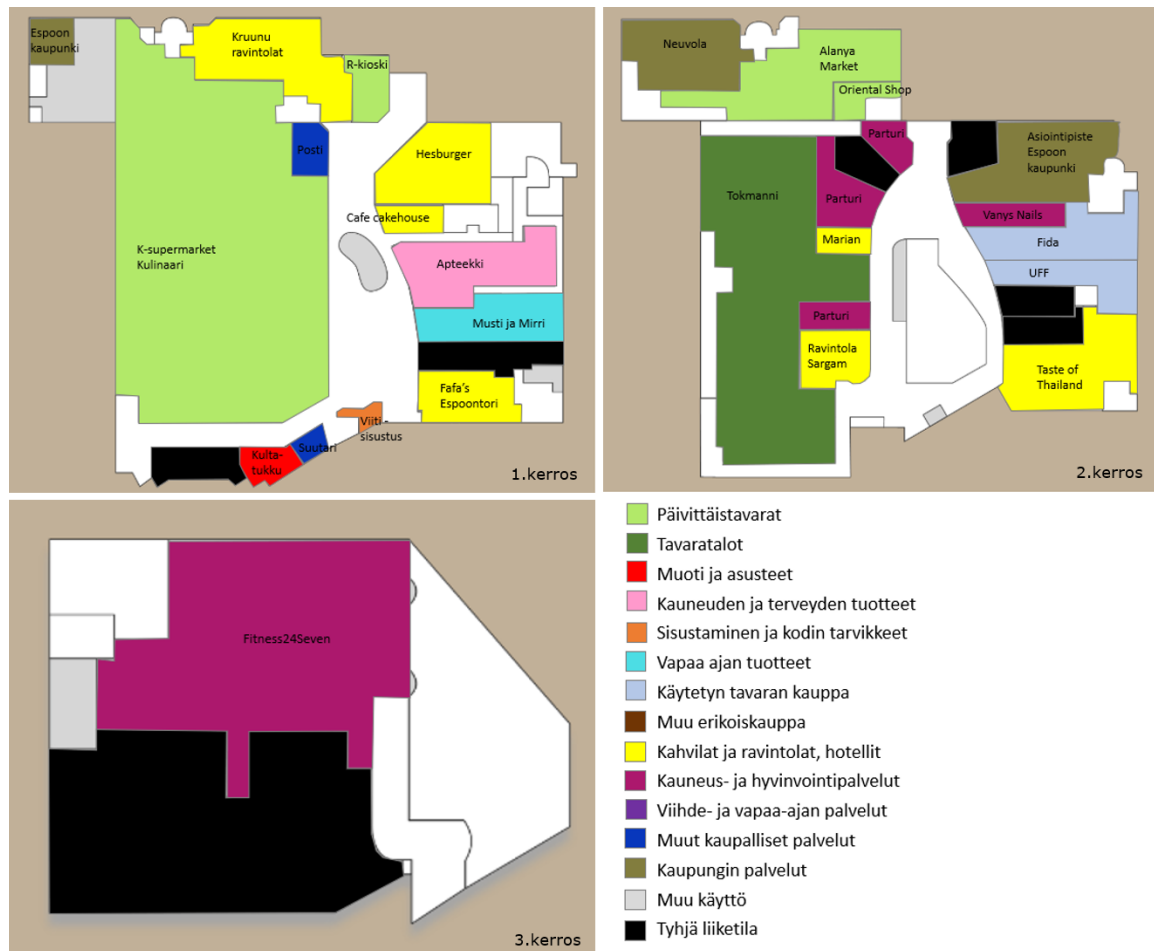 Espoon
kaupunki
Kruunu
ravintolat
R-kioski
Posti
Hesburger
Cafe cakehouse
K-supermarket
Kulinaari
Apteekki
Musti ja Mirri
Fafa's
Espoontori
Viiti -
sisustus
Suutari
Kulta-
tukku
1.kerros
Neuvola
Alanya
Market
Oriental Shop
Parturi
Asiointipiste
Espoon
kaupunki
Tokmanni
Parturi
Vanys Nails
Marian
Fida
UFF
Parturi
Ravintola
Sargam
Taste of
Thailand
2.kerros
Fitness24Seven
3.kerros
Päivittäistavarat
Tavaratalot
Muoti ja asusteet
Kauneuden ja terveyden tuotteet
Sisustaminen ja kodin tarvikkeet
Vapaa ajan tuotteet
Käytetyn tavaran kauppa
Muu erikoiskauppa
Kahvilat ja ravintolat, hotellit
Kauneus- ja hyvinvointipalvelut
Viihde- ja vapaa-ajan palvelut
Muut kaupalliset palvelut
Kaupungin palvelut
Muu käyttö
Tyhjä liiketila